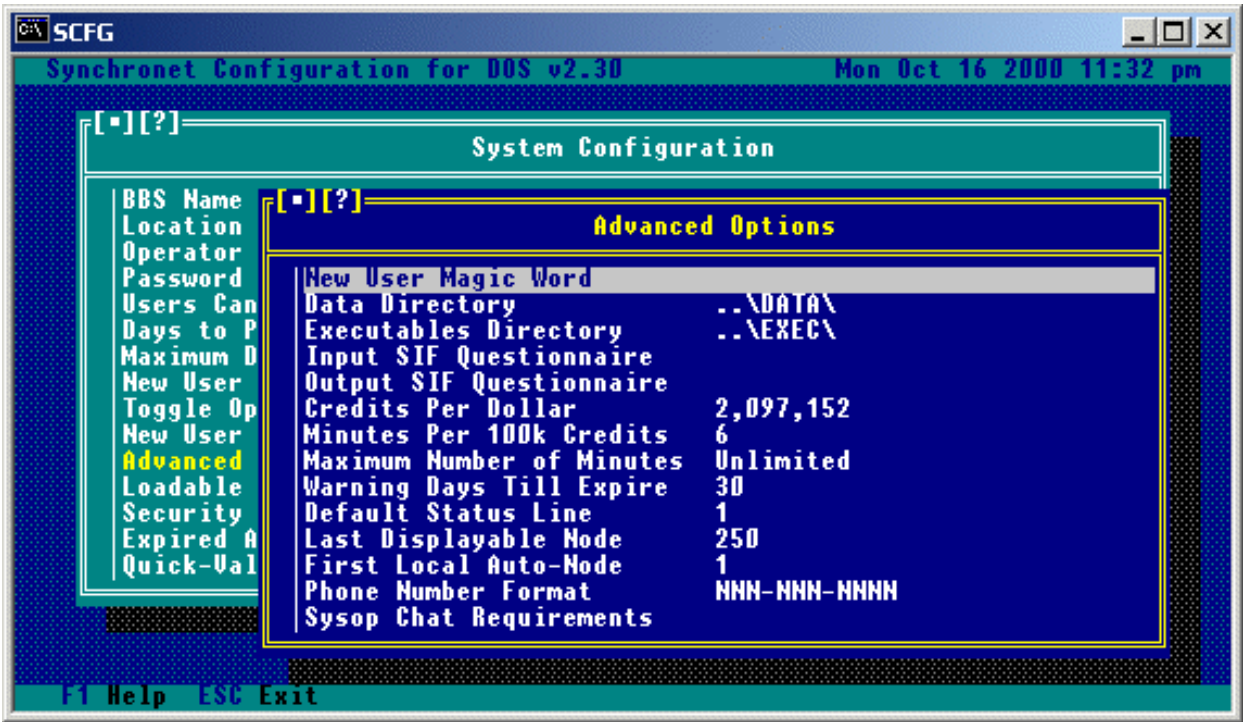 SCFG
Synchronet Configuration for DOS v2.30 Mon Oct 16 2000 11:32 pm
[▪][?]
System Configuration
BBS Name
Location
Operator
Password
Users Can
Days to P
Maximum D
New User
Toggle Op
New User
Advanced
Loadable
Security
Expired A
Quick-Val
[▪][?]
Advanced Options
New User Magic Word
Data Directory ..\DATA\
Executables Directory ..\EXEC\
Input SIF Questionnaire
Output SIF Questionnaire
Credits Per Dollar 2,097,152
Minutes Per 100k Credits 6
Maximum Number of Minutes Unlimited
Warning Days Till Expire 30
Default Status Line 1
Last Displayable Node 250
First Local Auto-Node 1
Phone Number Format NNN-NNN-NNNN
Sysop Chat Requirements
F1 Help ESC Exit